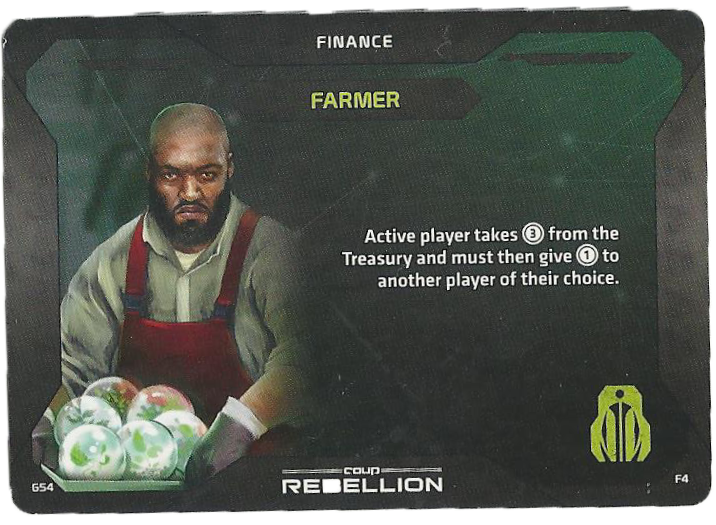 FINANCE
FARMER
Active player takes 3 from the
Treasury and must then give 1 to
another player of their choice.
COUP
REBELLION
G54
F4